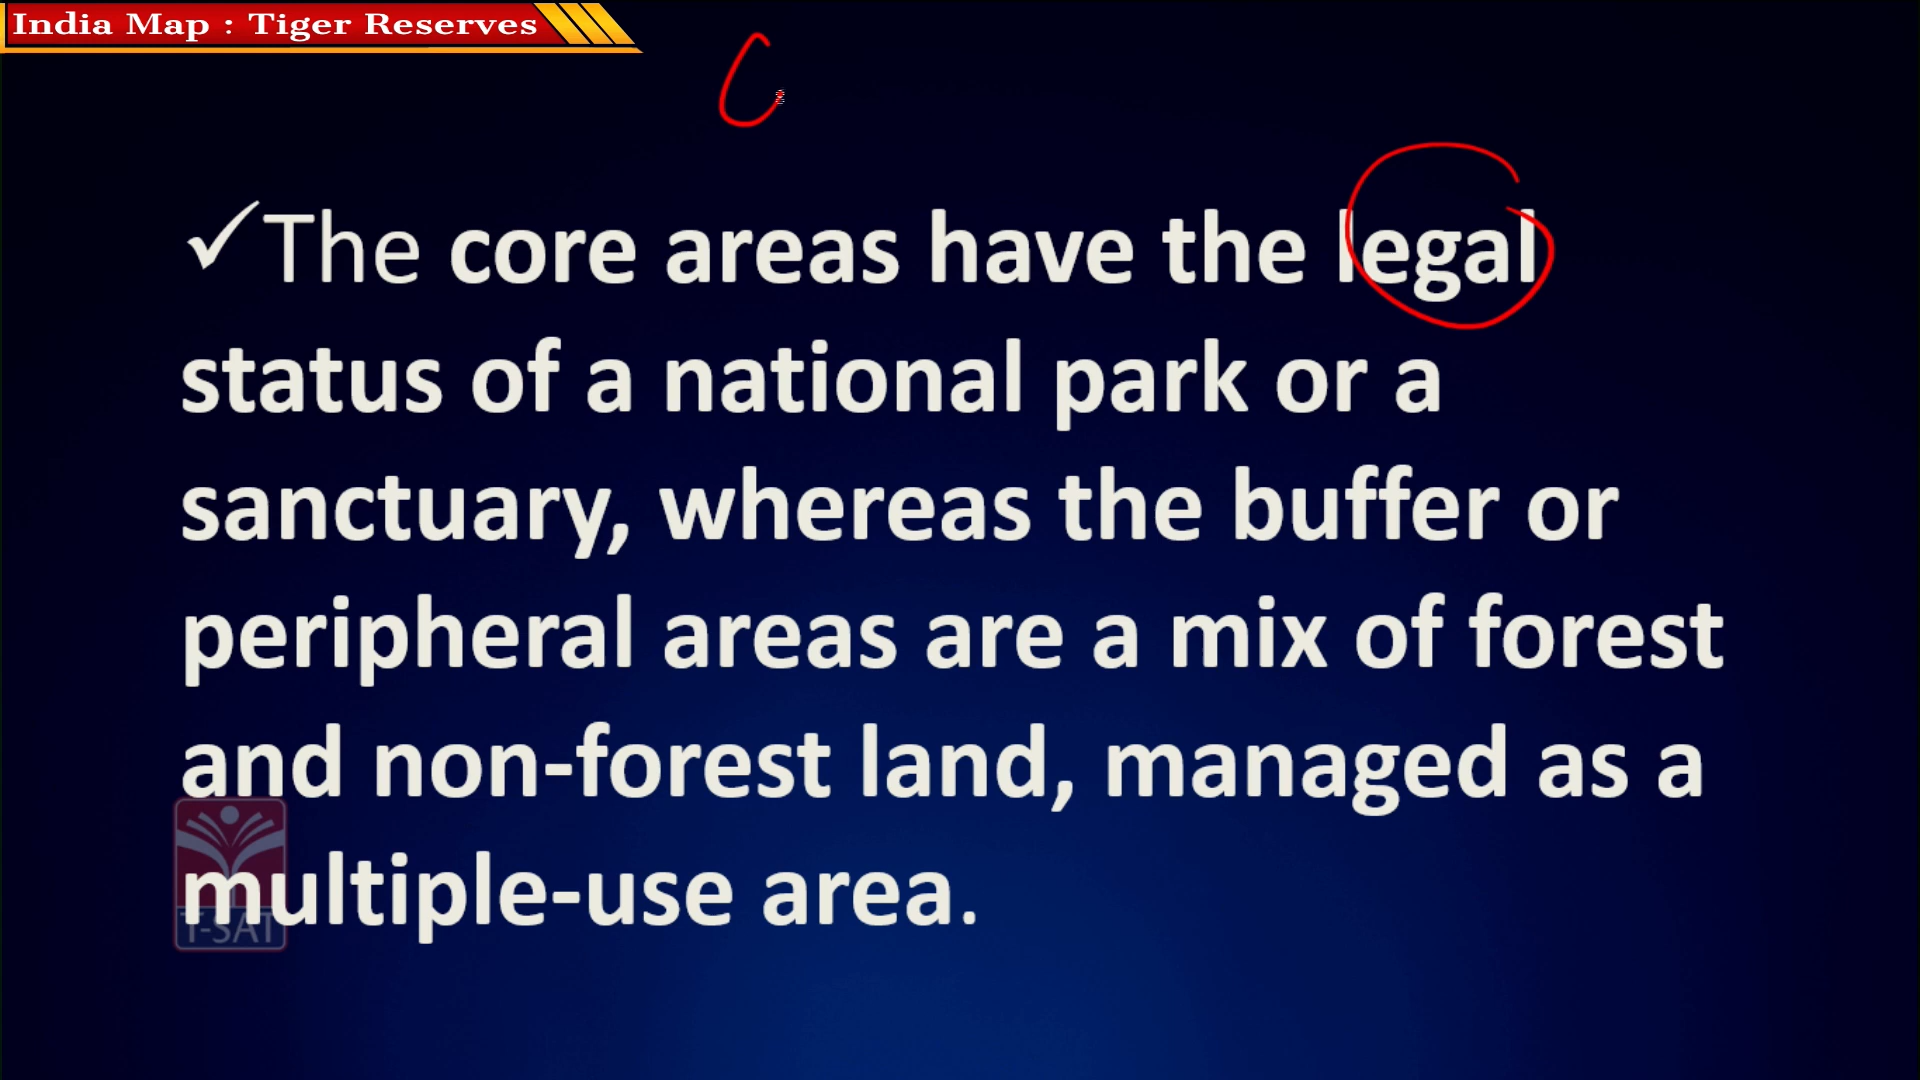 India Map : Tiger Reserves
C
✓The core areas have the legal
status of a national park or a
sanctuary, whereas the buffer or
peripheral areas are a mix of forest
and non-forest land, managed as a
multiple-use area.
T-SAT